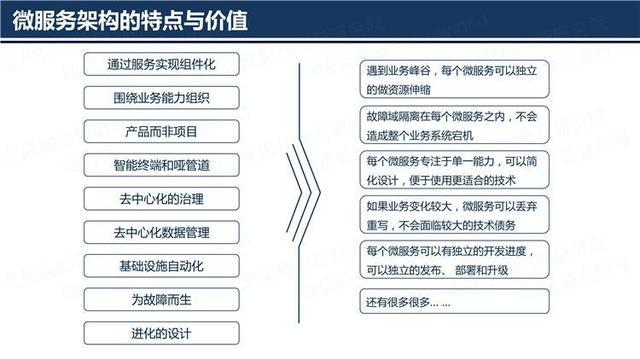 微服务架构的特点与价值
通过服务实现组件化
围绕业务能力组织
产品而非项目
智能终端和哑管道
去中心化的治理
去中心化数据管理
基础设施自动化
为故障而生
进化的设计
遇到业务峰谷，每个微服务可以独立
的做资源伸缩
故障域隔离在每个微服务之内，不会
造成整个业务系统宕机
每个微服务专注于单一能力，可以简
化设计，便于使用更适合的技术
如果业务变化较大，微服务可以丢弃
重写，不会面临较大的技术债务
每个微服务可以有独立的开发进度，
可以独立的发布、 部署和升级
还有很多很多... ...